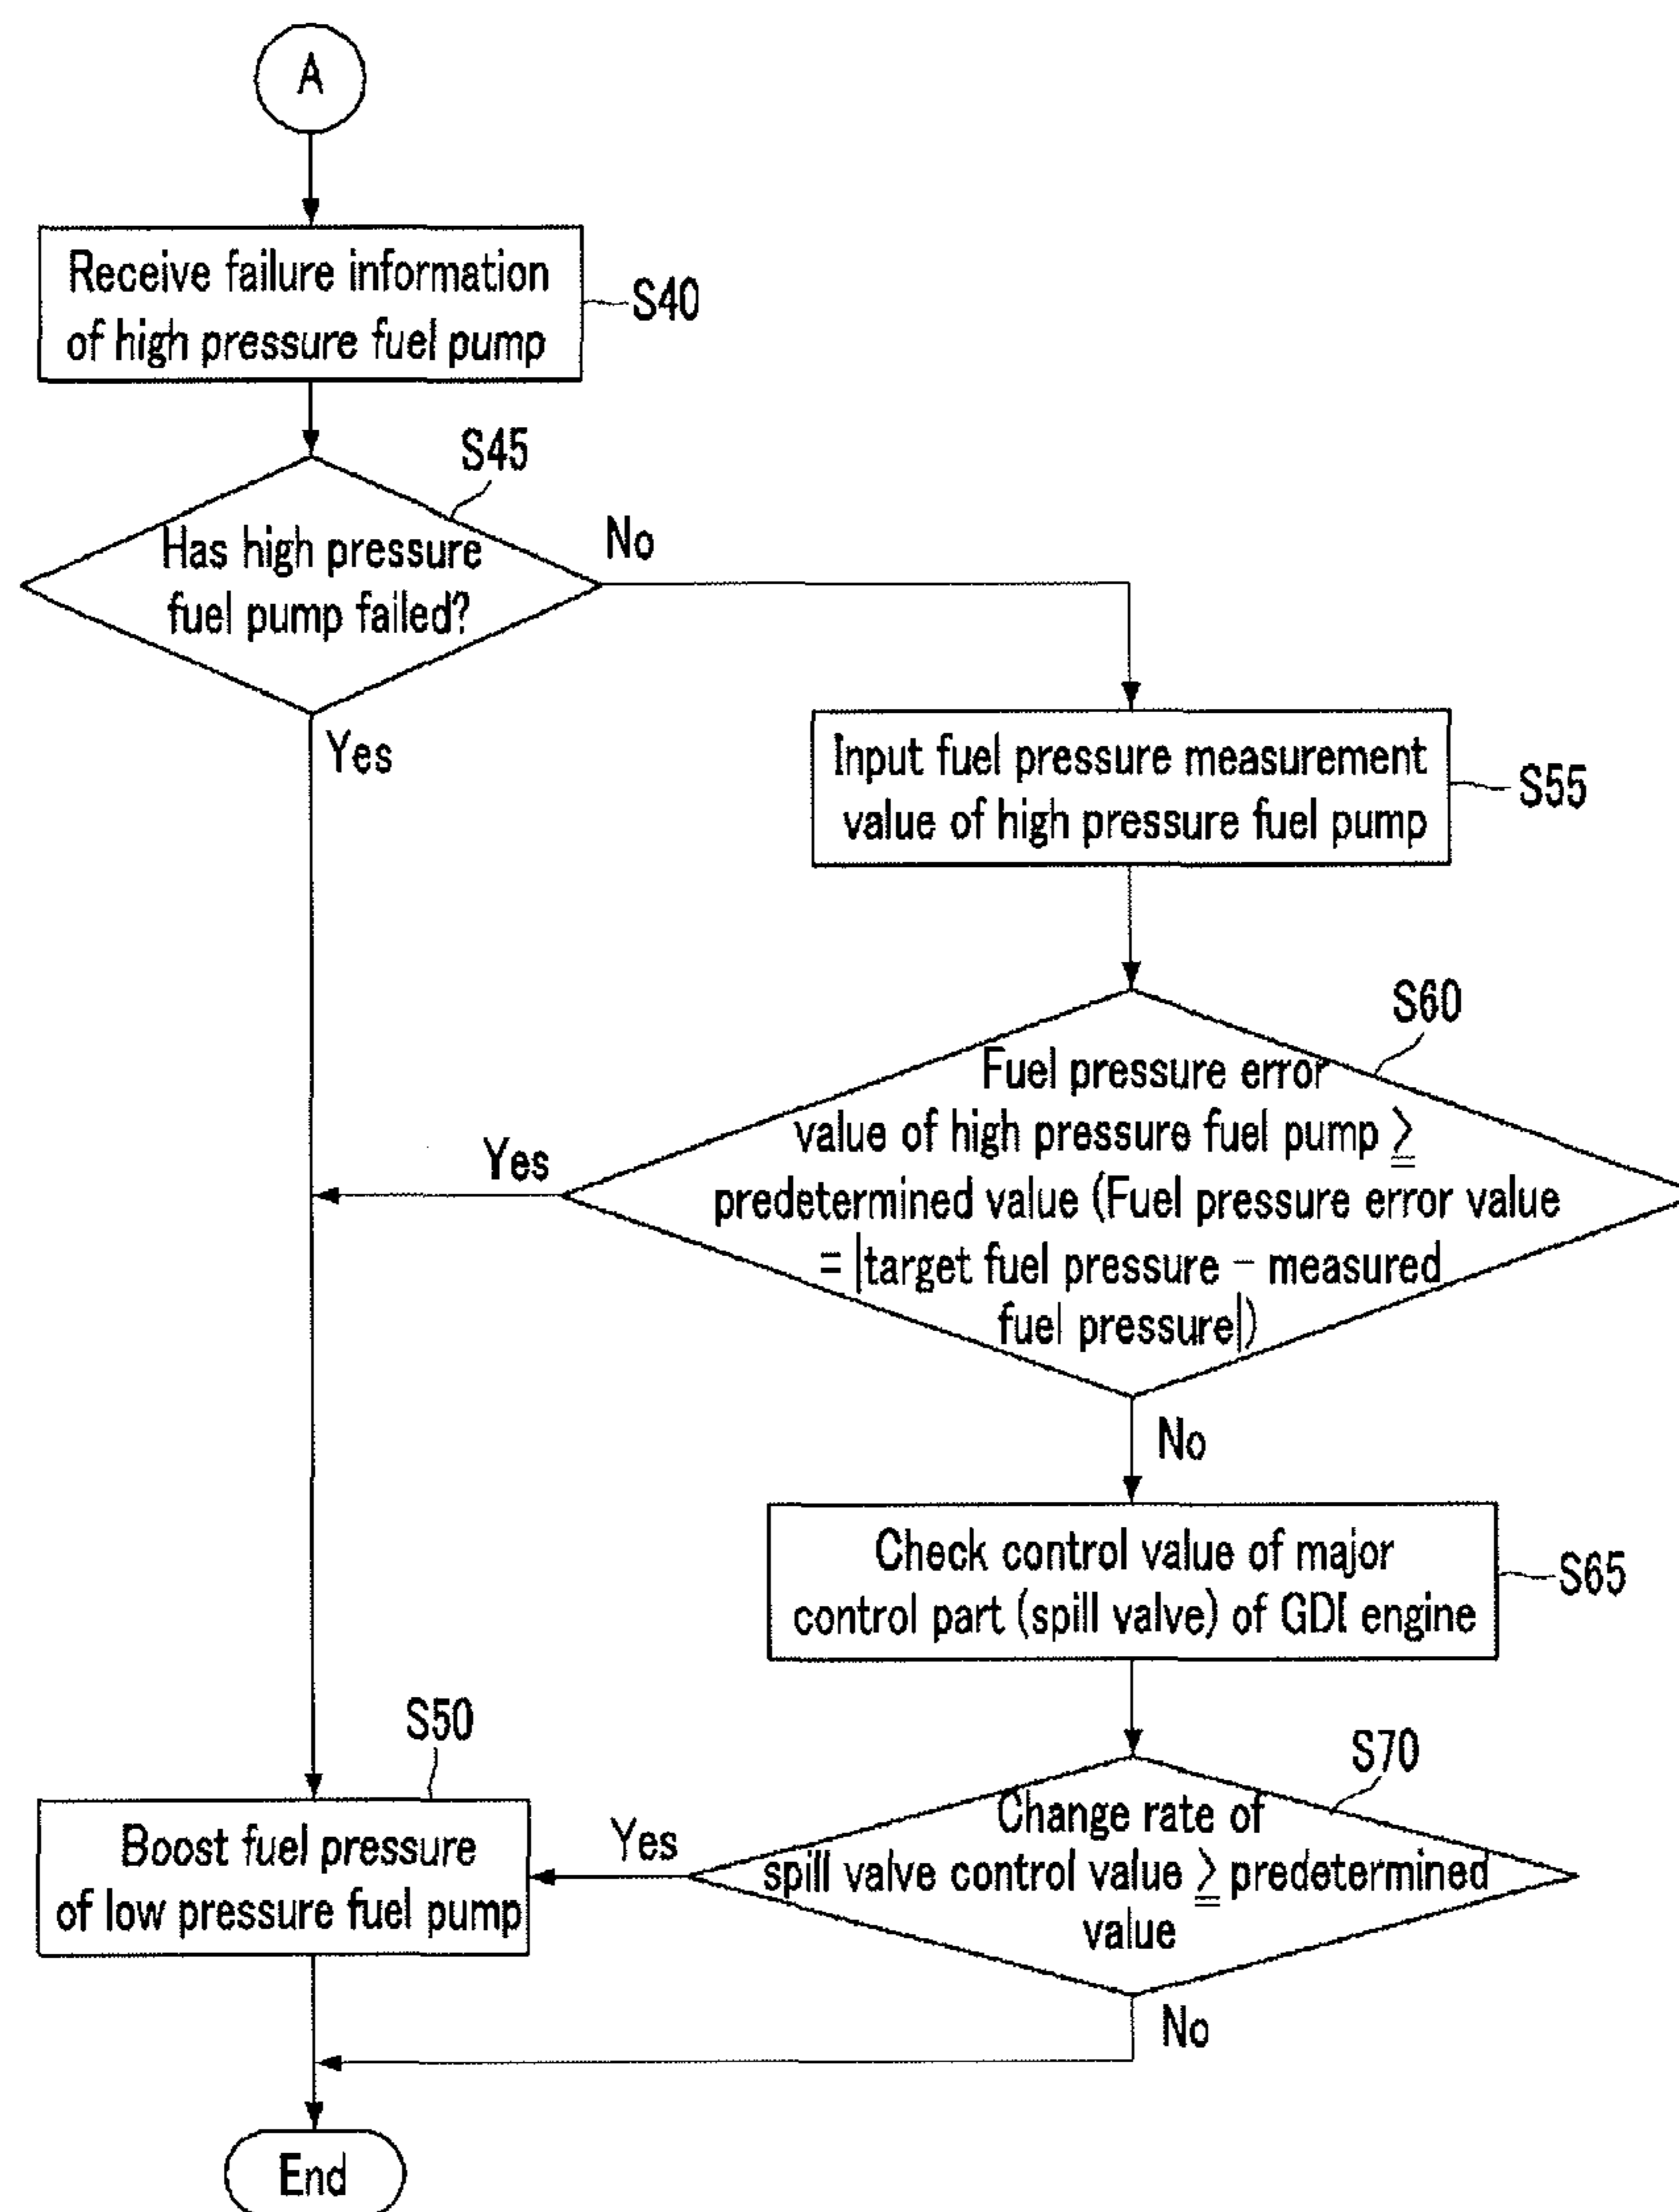 A
Receive failure information
of high pressure fuel pump
S40
S45
Has high pressure
fuel pump failed?
No
Yes
Input fuel pressure measurement
value of high pressure fuel pump
S55
S60
Fuel pressure error
value of high pressure fuel pump ≧
predetermined value (Fuel pressure error value
= |target fuel pressure - measured
fuel pressure|)
Yes
No
Check control value of major
control part (spill valve) of GDI engine
S65
S70
Change rate of
spill valve control value ≧ predetermined
value
Yes
S50
Boost fuel pressure
of low pressure fuel pump
No
End